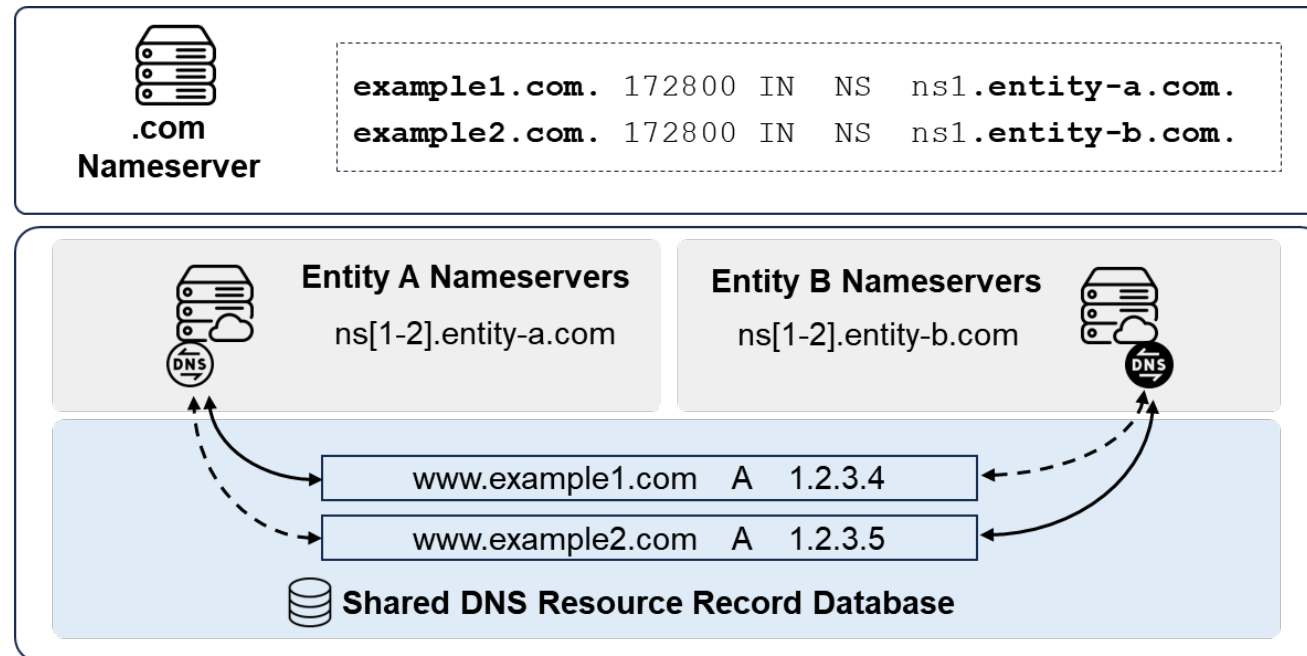 .com
Nameserver
example1.com. 172800 IN NS ns1.entity-a.com.
example2.com. 172800 IN NS ns1.entity-b.com.
Entity A Nameservers
ns[1-2].entity-a.com
DNS
Entity B Nameservers
ns[1-2].entity-b.com
DNS
www.example1.com A 1.2.3.4
www.example2.com A 1.2.3.5
Shared DNS Resource Record Database